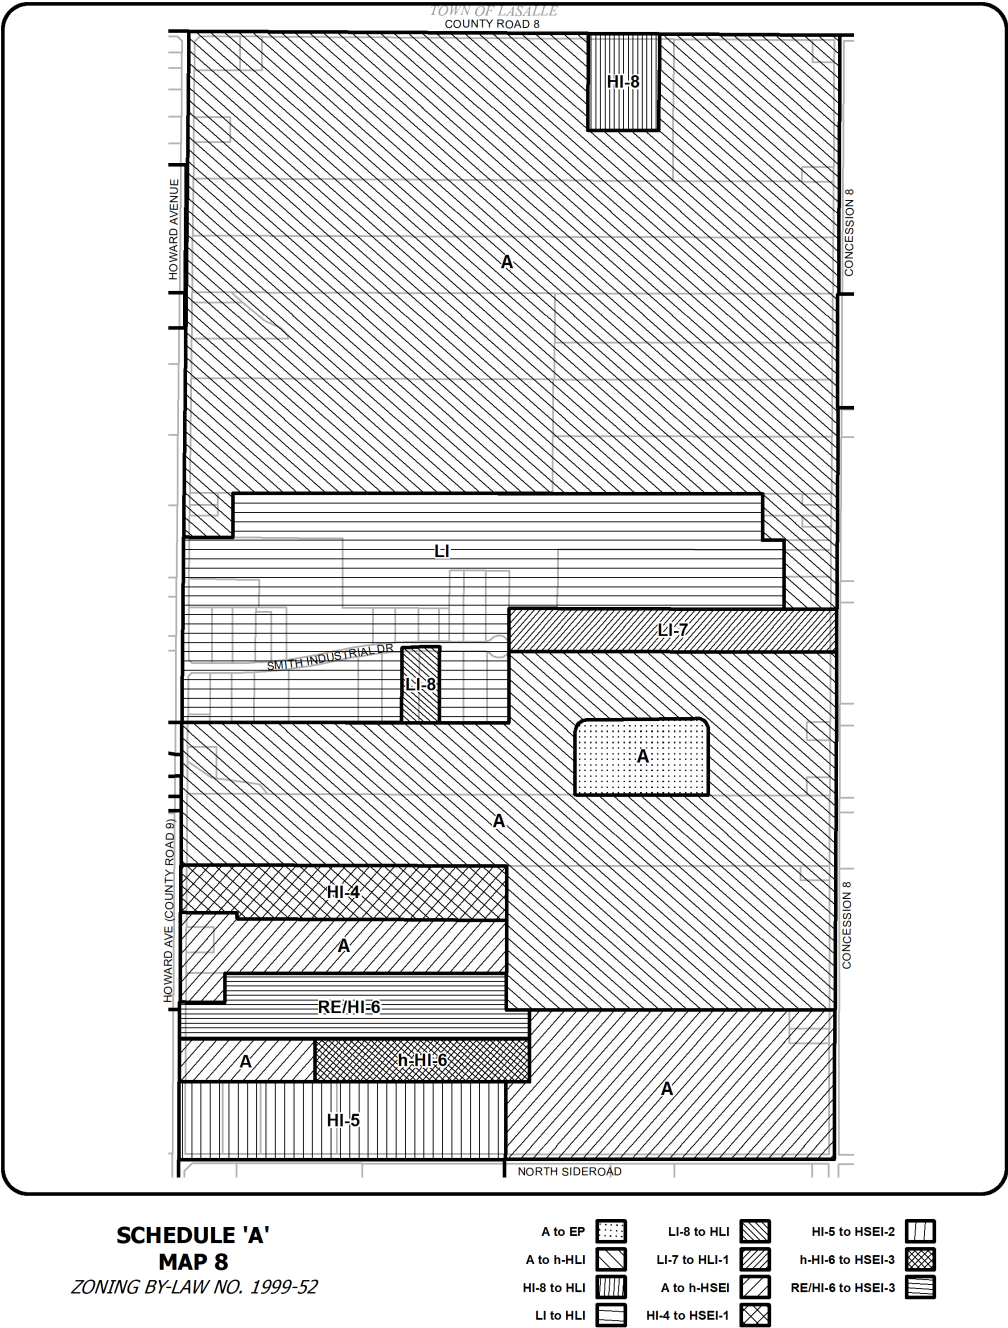 TOWN OF LASALLE
COUNTY ROAD 8
HI-8
HOWARD AVENUE
CONCESSION 8
A
LI
LI-7
SMITH INDUSTRIAL DR
LI-8
A
A
HOWARD AVE (COUNTY ROAD 9)
CONCESSION 8
HI-4
A
RE/HI-6
A
h-HI-6
A
HI-5
NORTH SIDEROAD
SCHEDULE 'A'
MAP 8
ZONING BY-LAW NO. 1999-52
A to EP
A to h-HLI
HI-8 to HLI
LI to HLI
LI-8 to HLI
LI-7 to HLI-1
A to h-HSEI
HI-4 to HSEI-1
HI-5 to HSEI-2
h-HI-6 to HSEI-3
RE/HI-6 to HSEI-3